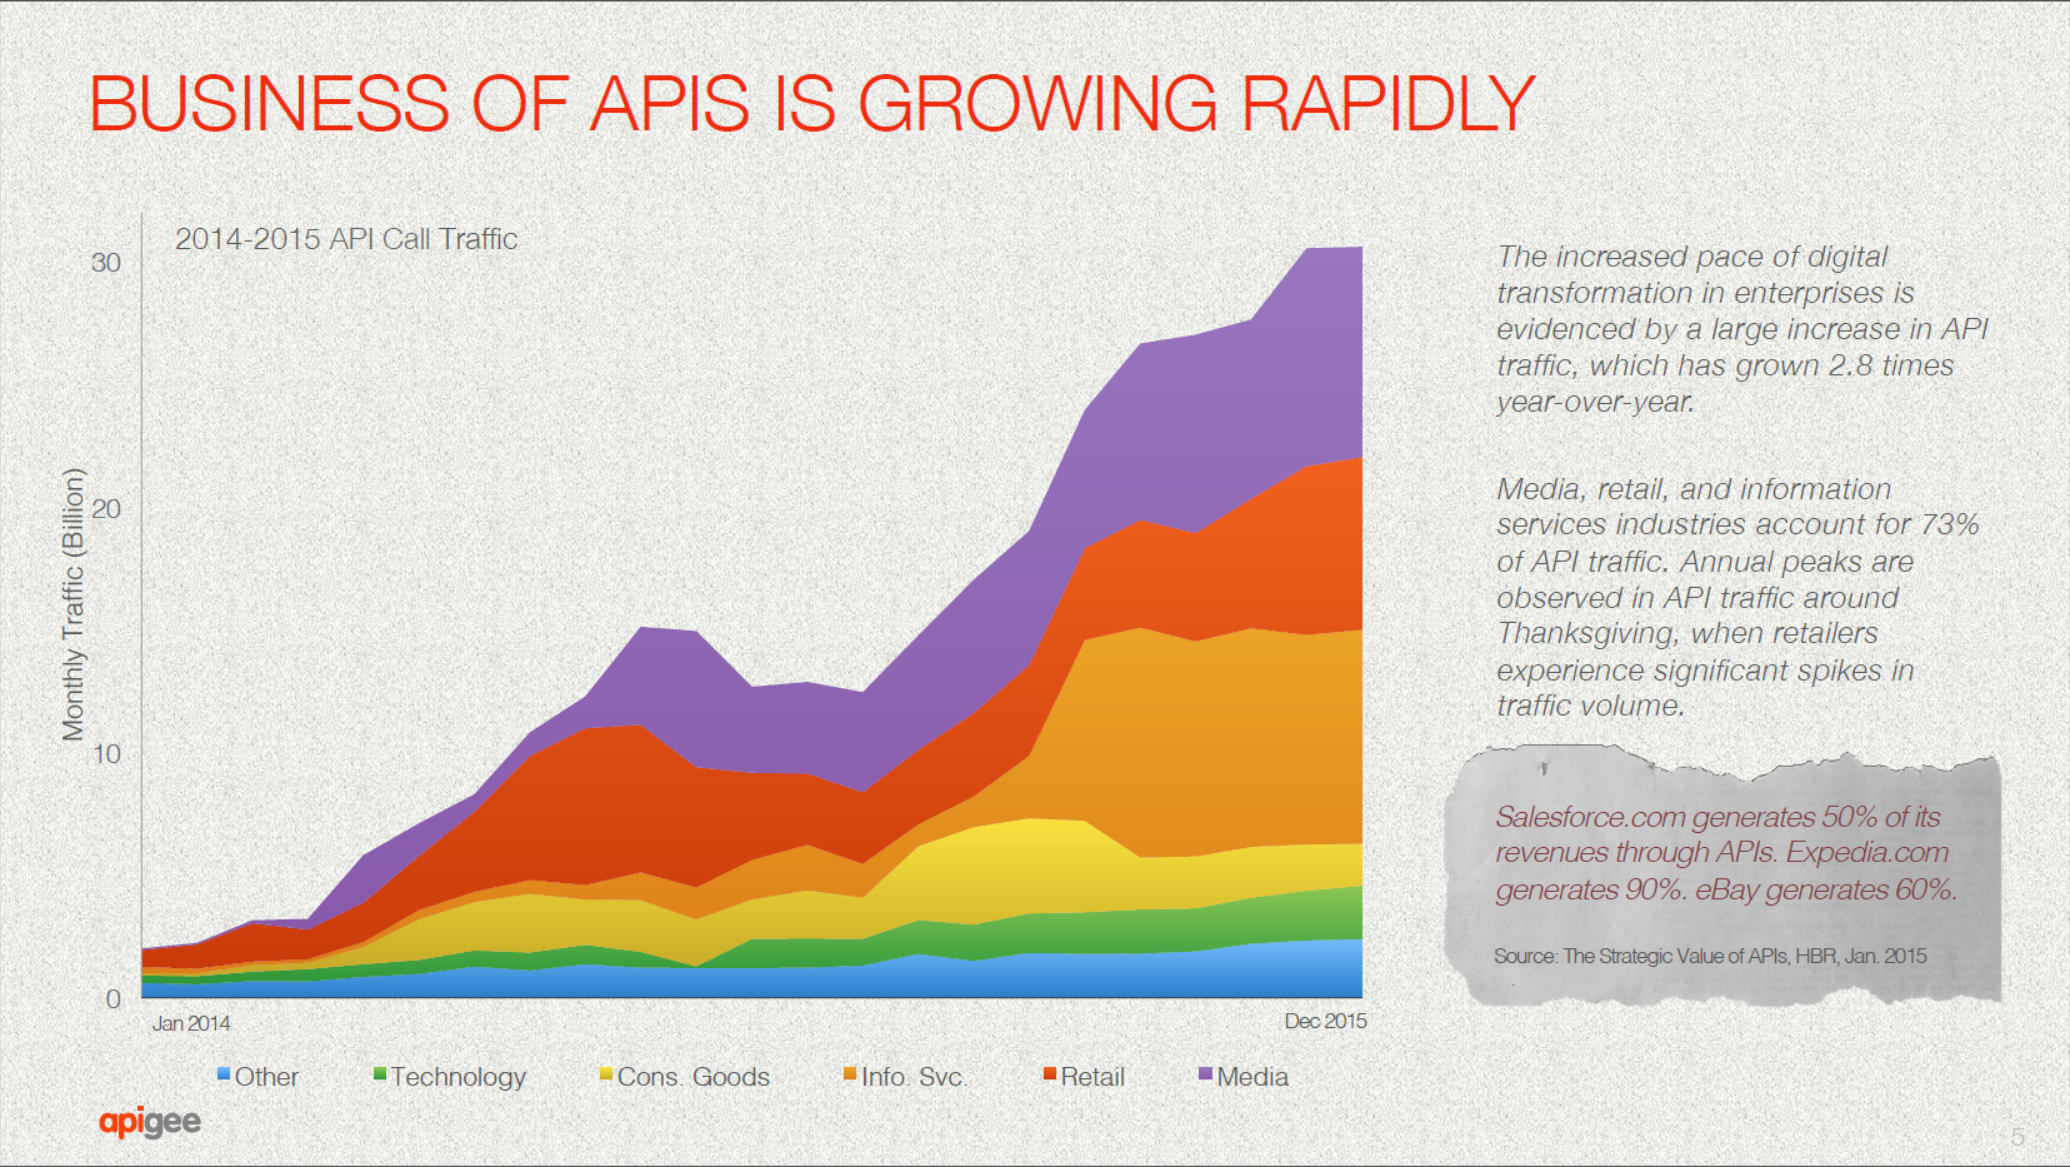 BUSINESS OF APIS IS GROWING RAPIDLY
2014-2015 API Call Traffic
30
20
10
0
Monthly Traffic (Billion)
Jan 2014
Dec 2015
Other
Technology
Cons. Goods
Info. Svc.
Retail
Media
The increased pace of digital
transformation in enterprises is
evidenced by a large increase in API
traffic, which has grown 2.8 times
year-over-year.
Media, retail, and information
services industries account for 73%
of API traffic. Annual peaks are
observed in API traffic around
Thanksgiving, when retailers
experience significant spikes in
traffic volume.
Salesforce.com generates 50% of its
revenues through APIs. Expedia.com
generates 90%. eBay generates 60%.
Source: The Strategic Value of APIs, HBR, Jan. 2015
apigee
5